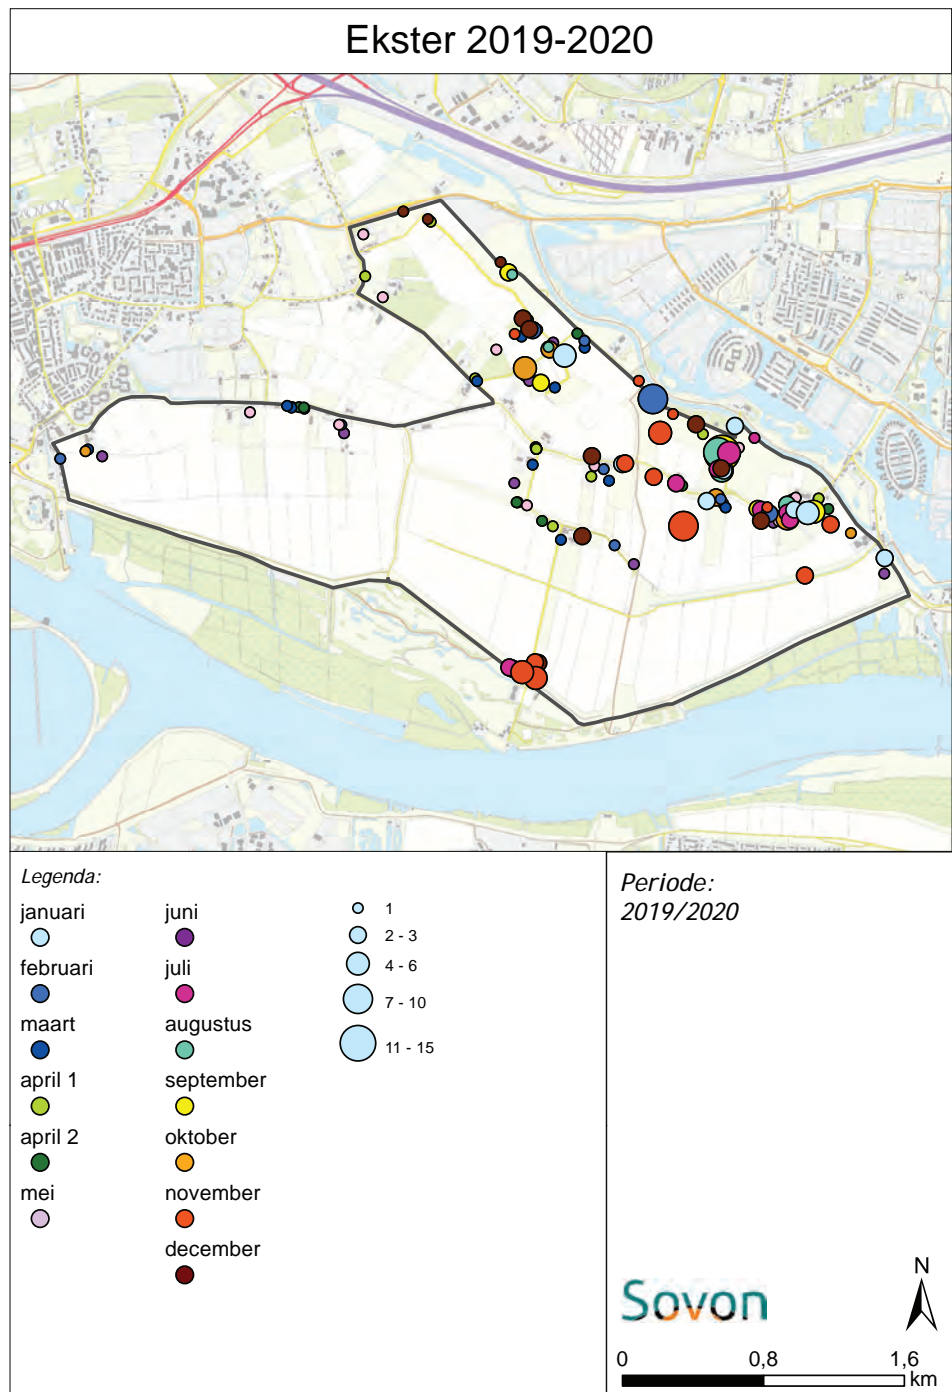 Ekster 2019-2020
Legenda:
januari
februari
maart
april 1
april 2
mei
juni
juli
augustus
september
oktober
november
december
1
2 - 3
4 - 6
7 - 10
11 - 15
Periode:
2019/2020
Sovon
N
0 0,8 1,6
km